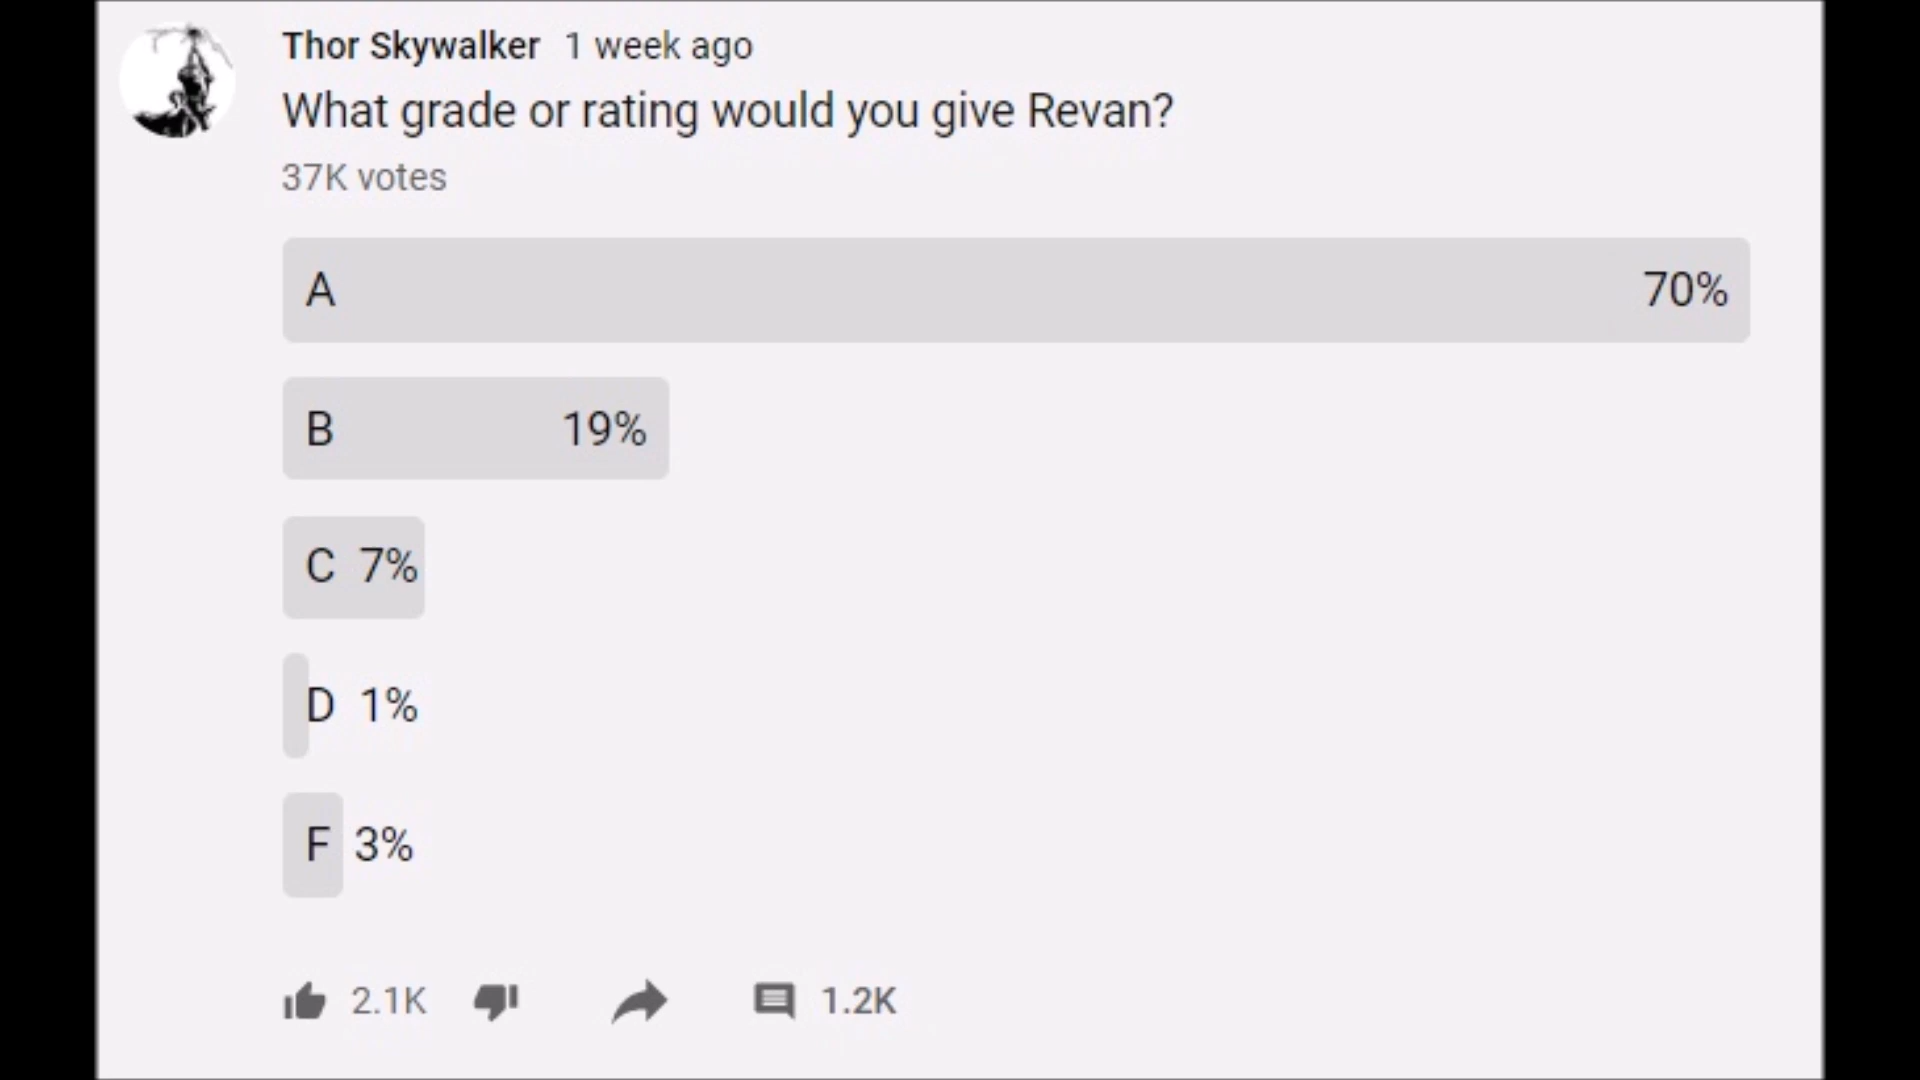 Thor Skywalker 1 week ago
What grade or rating would you give Revan?
37K votes
A 70%
B 19%
C 7%
D 1%
F 3%
2.1K 1.2K